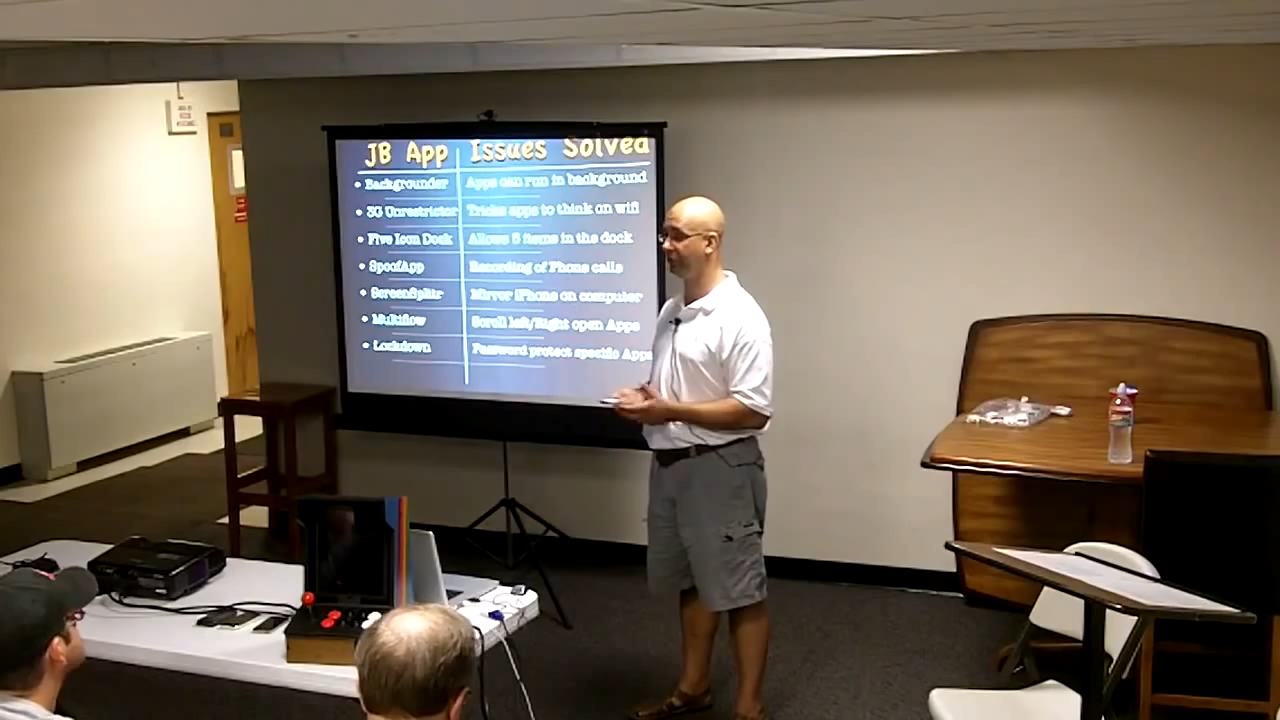 JB App Issues Solved
• Backgrounder Apps can run in background
• 3G Unrestrictor Tricks apps to think on wifi
• Five Icon Dock Allows 5 items in the dock
• SpoofApp Recording of Phone calls
• ScreenSplitr Mirror iPhone on computer
• Multiflow Scroll left/Right open Apps
• Lockdown Password protect specific Apps